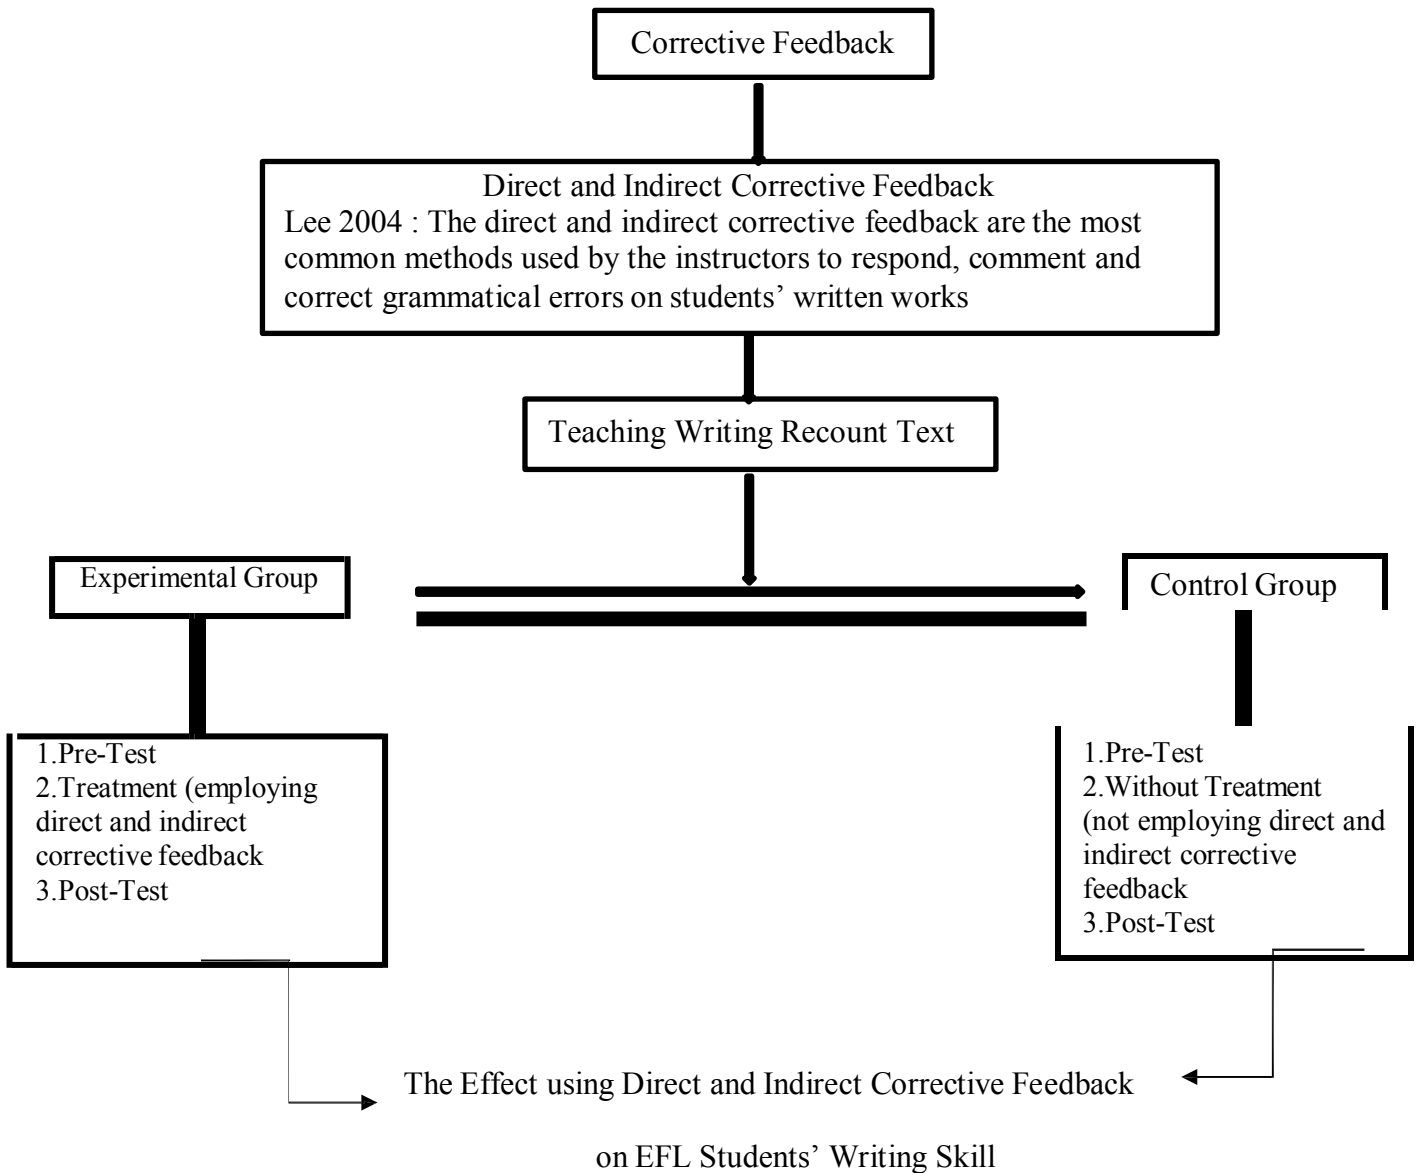 Corrective Feedback
Direct and Indirect Corrective Feedback
Lee 2004 : The direct and indirect corrective feedback are the most
common methods used by the instructors to respond, comment and
correct grammatical errors on students’ written works
Teaching Writing Recount Text
Experimental Group
Control Group
1.Pre-Test
2.Treatment (employing
direct and indirect
corrective feedback
3.Post-Test
1.Pre-Test
2.Without Treatment
(not employing direct and
indirect corrective
feedback
3.Post-Test
The Effect using Direct and Indirect Corrective Feedback
on EFL Students’ Writing Skill